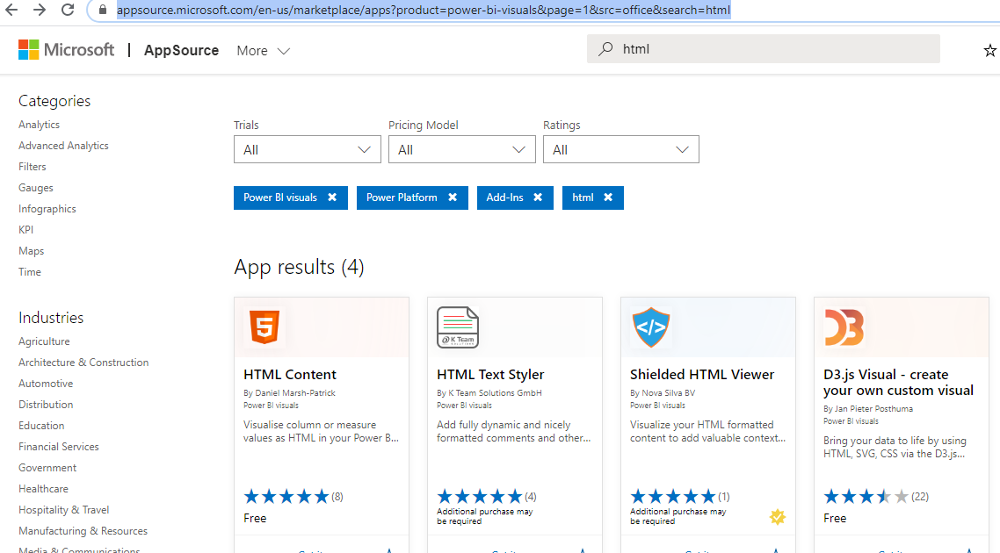 appsource.microsoft.com/en-us/marketplace/apps?product=power-bi-visuals&page=1&src=office&search=html
Microsoft | AppSource More
html
Categories
Analytics
Advanced Analytics
Filters
Gauges
Infographics
KPI
Maps
Time
Industries
Agriculture
Architecture & Construction
Automotive
Distribution
Education
Financial Services
Government
Healthcare
Hospitality & Travel
Manufacturing & Resources
Media & Communications
Trials
All
Pricing Model
All
Ratings
All
Power BI visuals
Power Platform
Add-Ins
html
App results (4)
HTML Content
By Daniel Marsh-Patrick
Power BI visuals
Visualise column or measure
values as HTML in your Power B...
(8)
Free
K Team
HTML Text Styler
By K Team Solutions GmbH
Power BI visuals
Add fully dynamic and nicely
formatted comments and other...
(4)
Additional purchase may
be required
</>
Shielded HTML Viewer
By Nova Silva BV
Power BI visuals
Visualize your HTML formatted
content to add valuable context...
(1)
Additional purchase may
be required
D3
D3.js Visual - create
your own custom visual
By Jan Pieter Posthuma
Power BI visuals
Bring your data to life by using
HTML, SVG, CSS via the D3.js...
(22)
Free